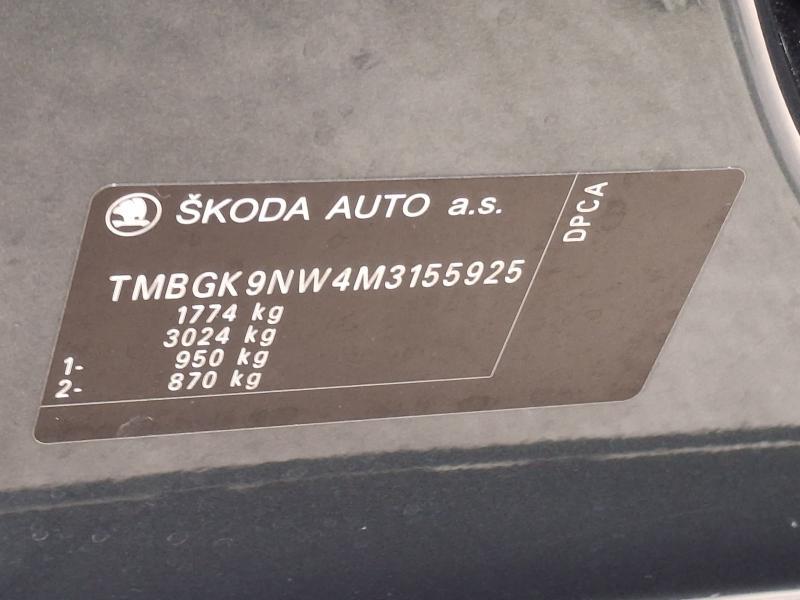 ŠKODA AUTO a.s.
DPCA
TMBGK9NW4M3155925
1774 kg
3024 kg
1- 950 kg
2- 870 kg